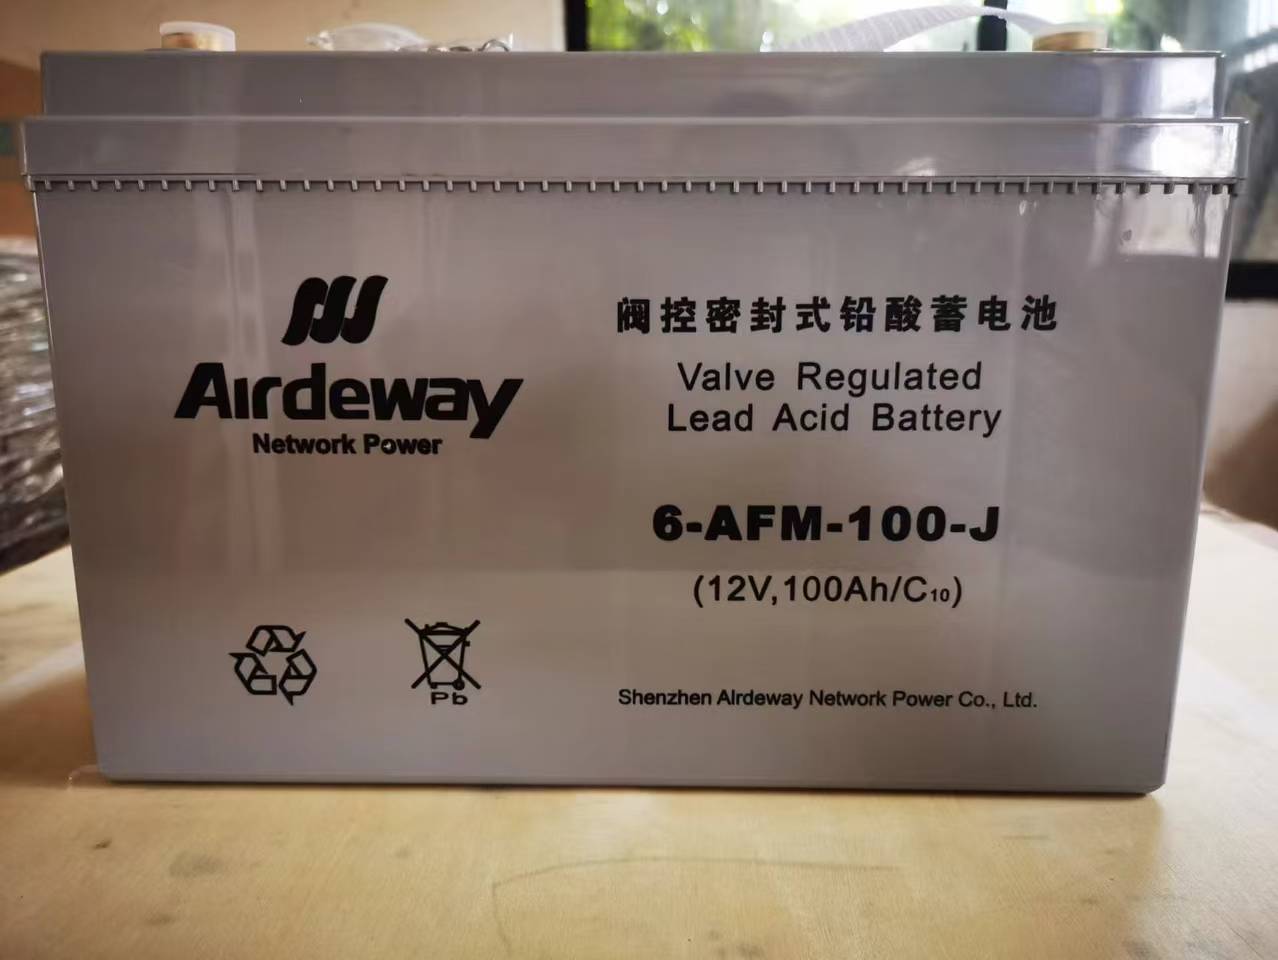 Airdeway
Network Power
阀控密封式铅酸蓄电池
Valve Regulated
Lead Acid Battery
6-AFM-100-J
(12V,100Ah/C₁₀)
Pb
Shenzhen Airdeway Network Power Co., Ltd.